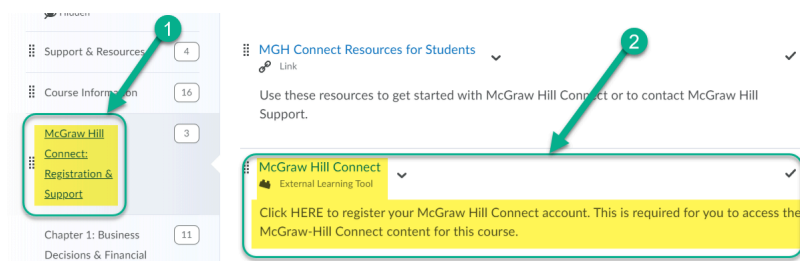 Hidden
1
Support & Resources
4
Course Information
16
McGraw Hill
Connect:
Registration &
Support
3
Chapter 1: Business
Decisions & Financial
11
2
MGH Connect Resources for Students
Link
Use these resources to get started with McGraw Hill Connect or to contact McGraw Hill
Support.
McGraw Hill Connect
External Learning Tool
Click HERE to register your McGraw Hill Connect account. This is required for you to access the
McGraw-Hill Connect content for this course.